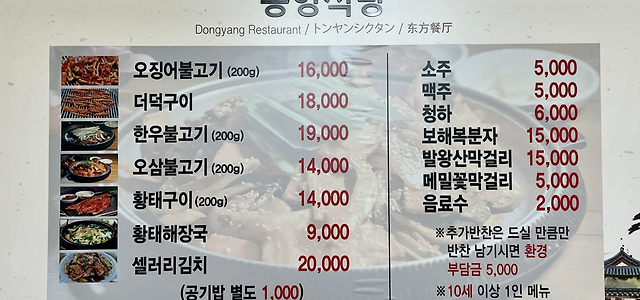 동양식당
Dongyang Restaurant / トンヤンシクタン / 东方餐厅
오징어불고기 (200g) 16,000
더덕구이 18,000
한우불고기 (200g) 19,000
오삼불고기 (200g) 14,000
황태구이 (200g) 14,000
황태해장국 9,000
셀러리김치 20,000
(공기밥 별도 1,000)
소주 5,000
맥주 5,000
청하 6,000
보해복분자 15,000
발왕산막걸리 15,000
메밀꽃막걸리 5,000
음료수 2,000
※추가반찬은 드실 만큼만
반찬 남기시면 환경
부담금 5,000
※10세 이상 1인 메뉴